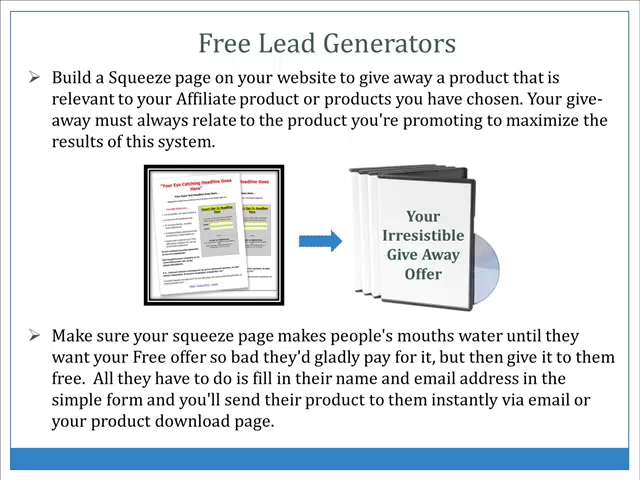 Free Lead Generators
Build a Squeeze page on your website to give away a product that is
relevant to your Affiliate product or products you have chosen. Your give-
away must always relate to the product you're promoting to maximize the
results of this system.
"Your Eye Catching Headline Goes
Here"
Your
Irresistible
Give Away
Offer
Make sure your squeeze page makes people's mouths water until they
want your Free offer so bad they'd gladly pay for it, but then give it to them
free. All they have to do is fill in their name and email address in the
simple form and you'll send their product to them instantly via email or
your product download page.